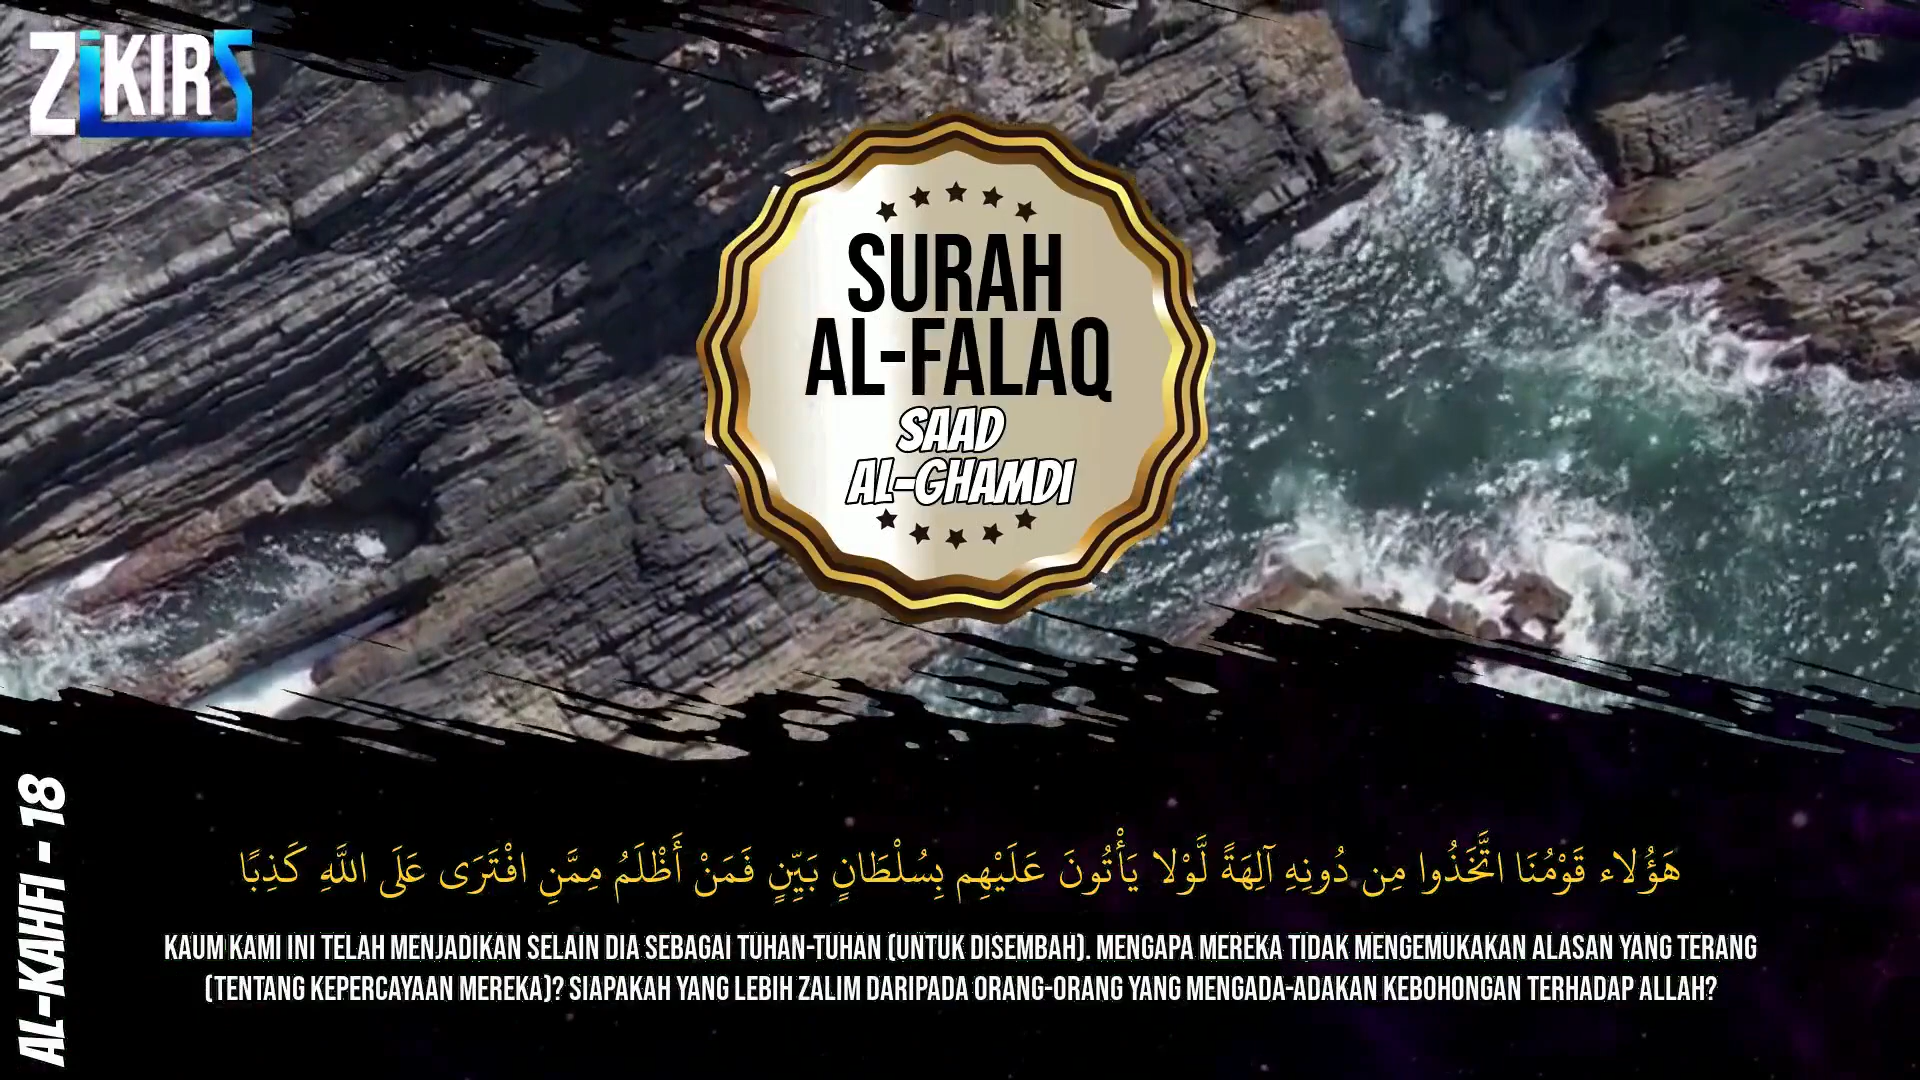 ZiKIRS
SURAH
AL-FALAQ
SAAD
AL-GHAMDI
AL-KAHFI - 18
هَؤُلاء قَوْمُنَا اتَّخَذُوا مِن دُونِهِ آلِهَةً لَّوْلا يَأْتُونَ عَلَيْهِم بِسُلْطَانٍ بَيِّنٍ فَمَنْ أَظْلَمُ مِمَّنِ افْتَرَى عَلَى اللَّهِ كَذِبًا
KAUM KAMI INI TELAH MENJADIKAN SELAIN DIA SEBAGAI TUHAN-TUHAN (UNTUK DISEMBAH). MENGAPA MEREKA TIDAK MENGEMUKAKAN ALASAN YANG TERANG
(TENTANG KEPERCAYAAN MEREKA)? SIAPAKAH YANG LEBIH ZALIM DARIPADA ORANG-ORANG YANG MENGADA-ADAKAN KEBOHONGAN TERHADAP ALLAH?